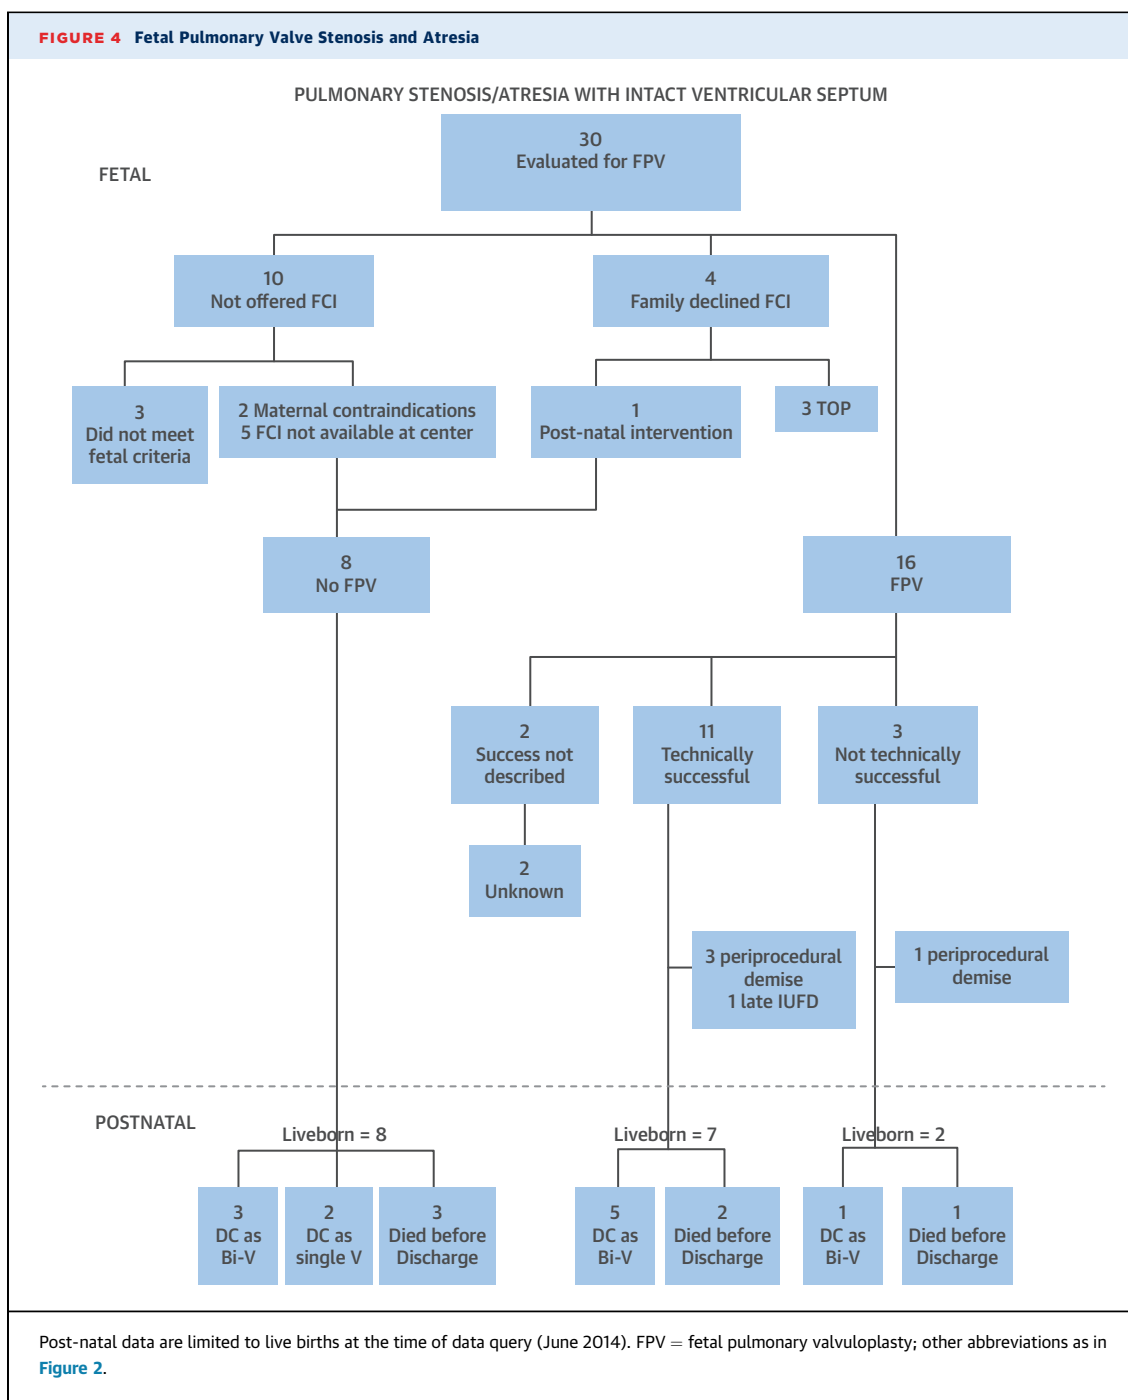 FIGURE 4 Fetal Pulmonary Valve Stenosis and Atresia
PULMONARY STENOSIS/ATRESIA WITH INTACT VENTRICULAR SEPTUM
FETAL
30
Evaluated for FPV
10
Not offered FCI
4
Family declined FCI
3
Did not meet
fetal criteria
2 Maternal contraindications
5 FCI not available at center
1
Post-natal intervention
3 TOP
8
No FPV
16
FPV
2
Success not
described
11
Technically
successful
3
Not technically
successful
2
Unknown
3 periprocedural
demise
1 late IUFD
1 periprocedural
demise
POSTNATAL
Liveborn = 8
Liveborn = 7
Liveborn = 2
3
DC as
Bi-V
2
DC as
single V
3
Died before
Discharge
5
DC as
Bi-V
2
Died before
Discharge
1
DC as
Bi-V
1
Died before
Discharge
Post-natal data are limited to live births at the time of data query (June 2014). FPV = fetal pulmonary valvuloplasty; other abbreviations as in
Figure 2.